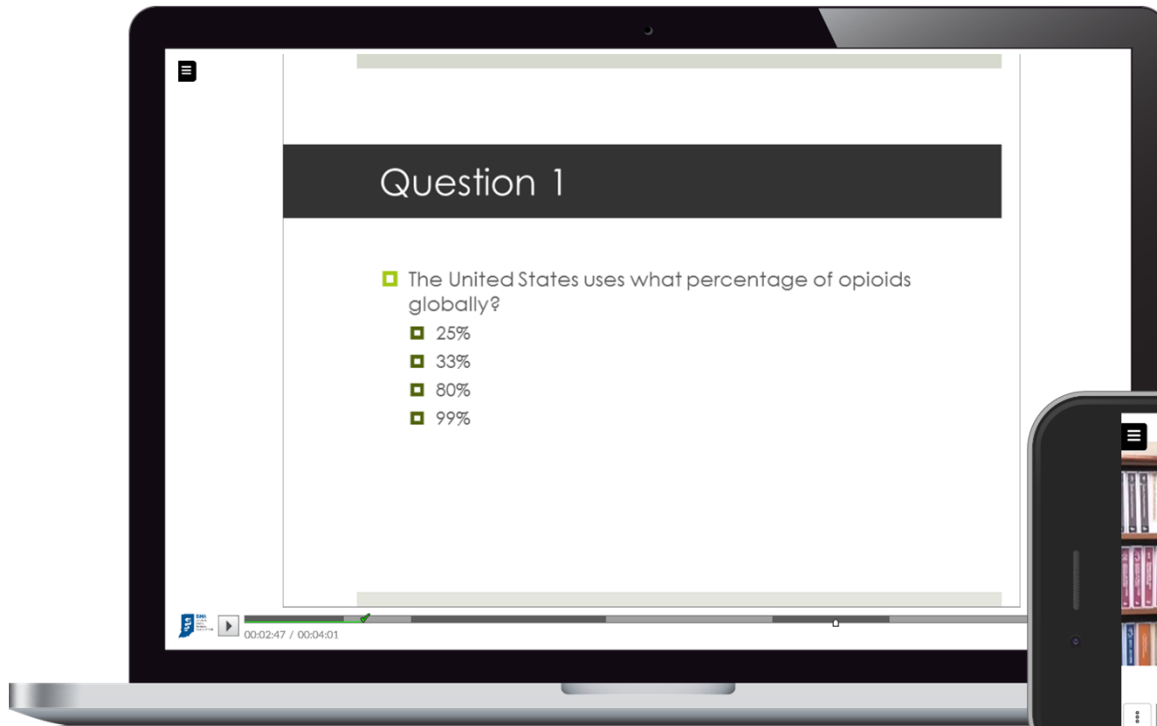 Question 1
The United States uses what percentage of opioids
globally?
25%
33%
80%
99%
00:02:47 / 00:04:01